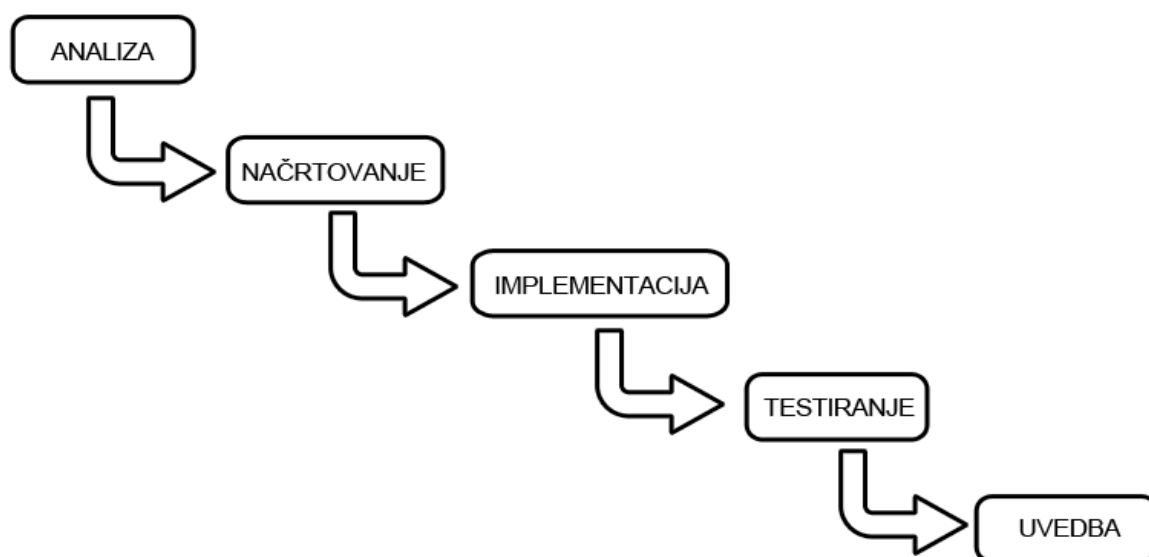 ANALIZA
NAČRTOVANJE
IMPLEMENTACIJA
TESTIRANJE
UVEDBA